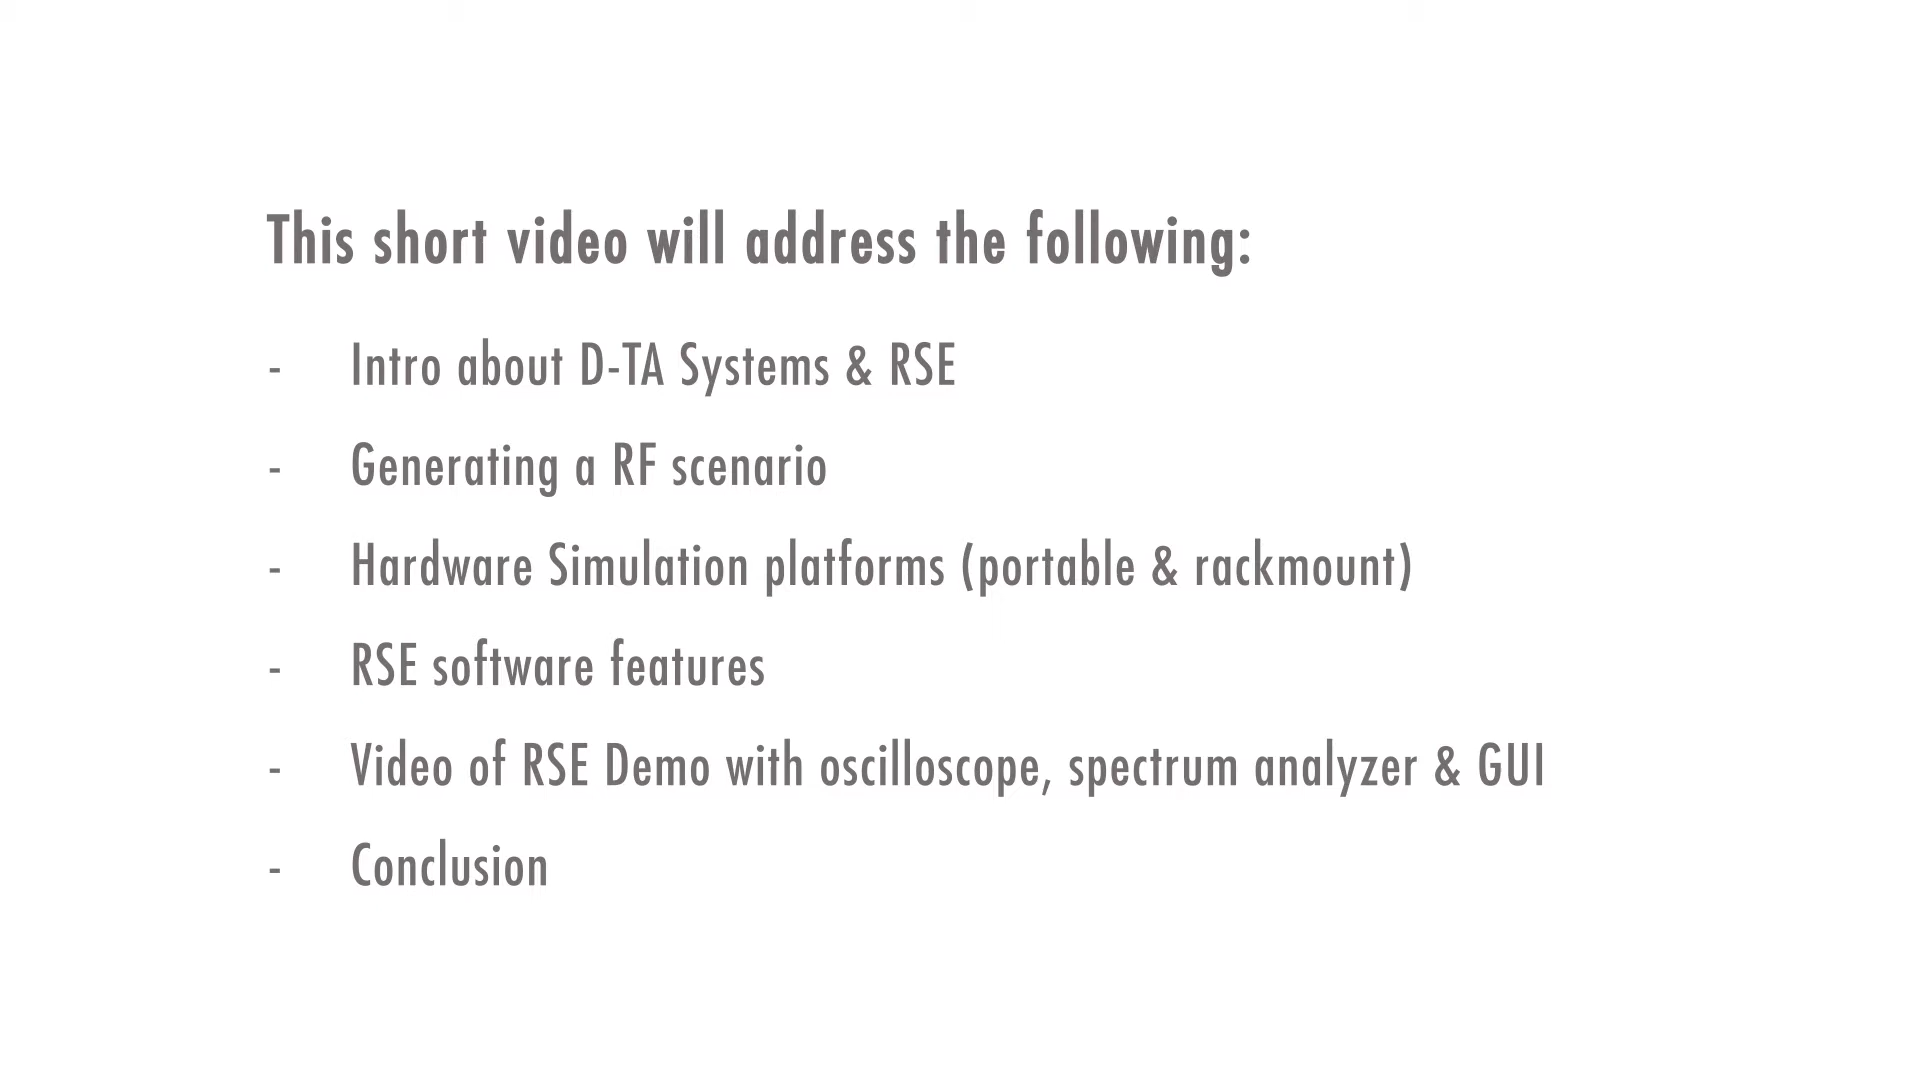 This short video will address the following:
- Intro about D-TA Systems & RSE
- Generating a RF scenario
- Hardware Simulation platforms (portable & rackmount)
- RSE software features
- Video of RSE Demo with oscilloscope, spectrum analyzer & GUI
- Conclusion